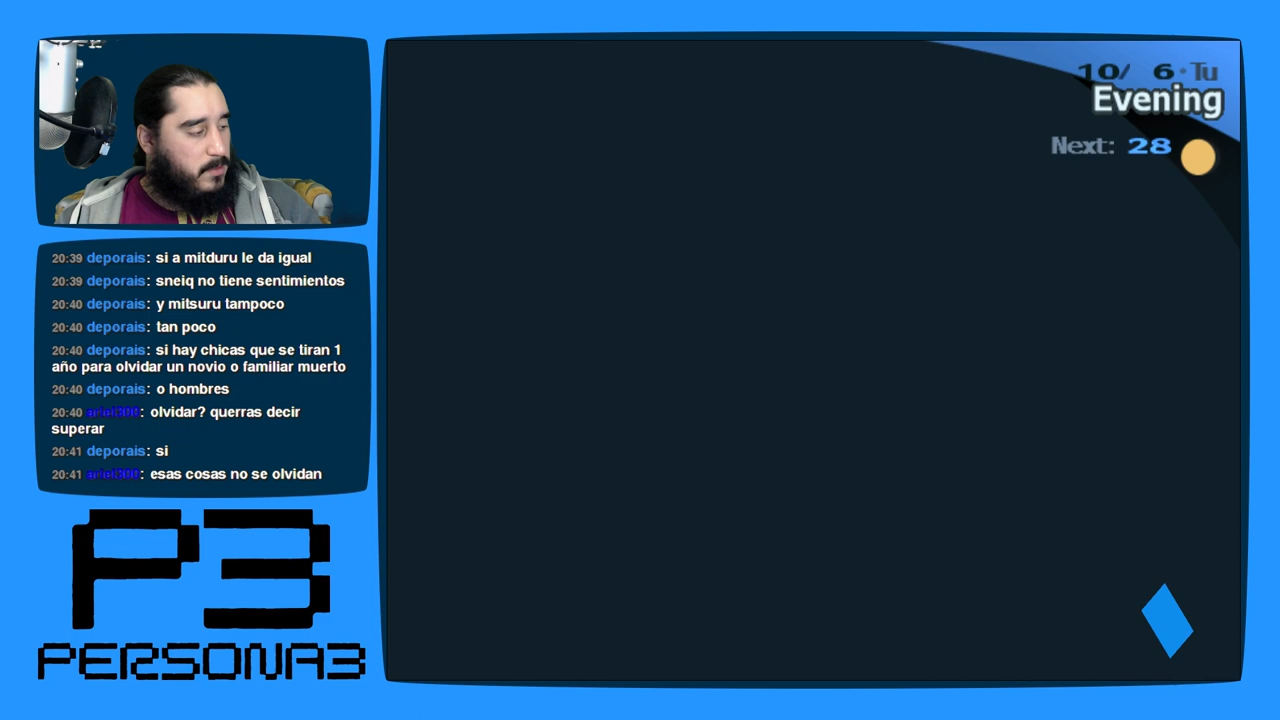 10/ 6·Tu
Evening
Next: 28
20:39 deporais: si a mitduru le da igual
20:39 deporais: sneiq no tiene sentimientos
20:40 deporais: y mitsuru tampoco
20:40 deporais: tan poco
20:40 deporais: si hay chicas que se tiran 1
año para olvidar un novio o familiar muerto
20:40 deporais: o hombres
20:40 : olvidar? querras decir
superar
20:41 deporais: si
20:41 : esas cosas no se olvidan
P3
PERSONA3